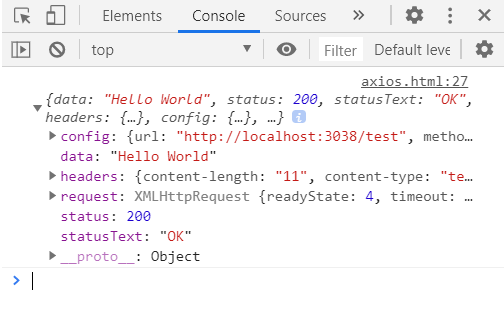 Elements Console Sources »
top Filter Default leve
axios.html:27
{data: "Hello World", status: 200, statusText: "OK",
headers: {…}, config: {…}, …} i
config: {url: "http://localhost:3038/test", metho…
data: "Hello World"
headers: {content-length: "11", content-type: "te…
request: XMLHttpRequest {readyState: 4, timeout: …
status: 200
statusText: "OK"
__proto__: Object